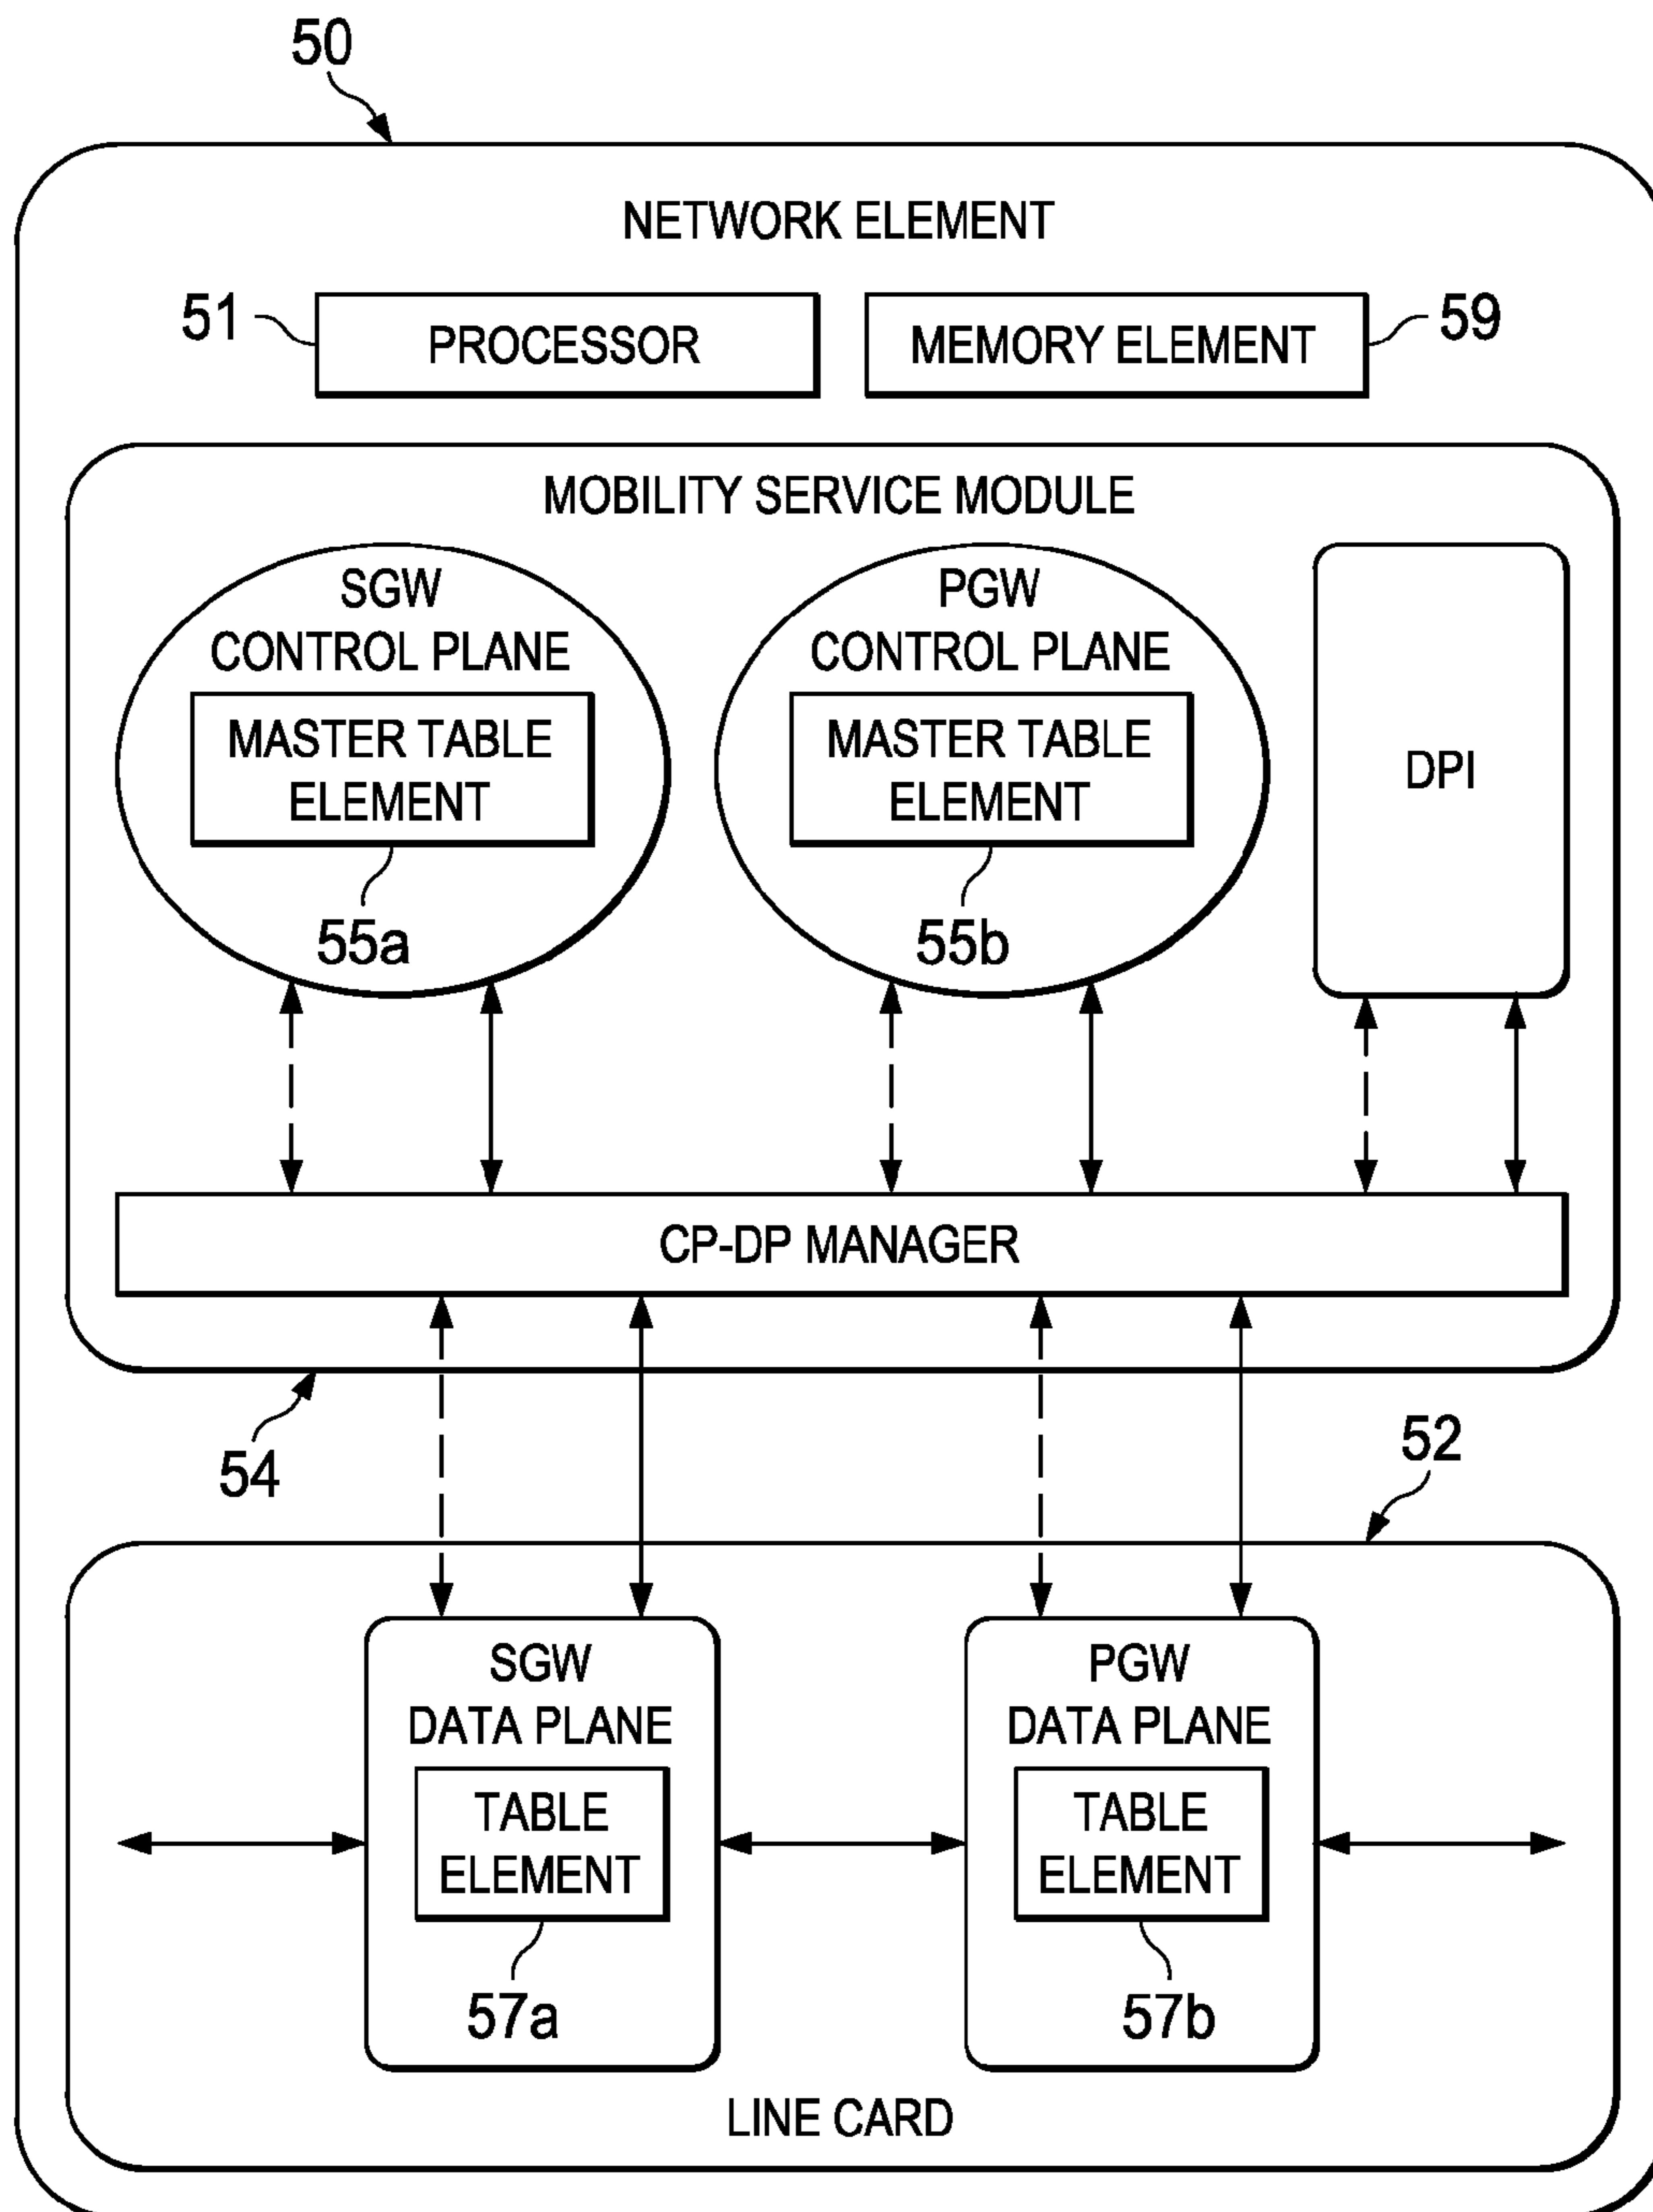 50
NETWORK ELEMENT
51
PROCESSOR
MEMORY ELEMENT
59
MOBILITY SERVICE MODULE
SGW
CONTROL PLANE
MASTER TABLE
ELEMENT
55a
PGW
CONTROL PLANE
MASTER TABLE
ELEMENT
55b
DPI
CP-DP MANAGER
54
52
SGW
DATA PLANE
TABLE
ELEMENT
57a
PGW
DATA PLANE
TABLE
ELEMENT
57b
LINE CARD